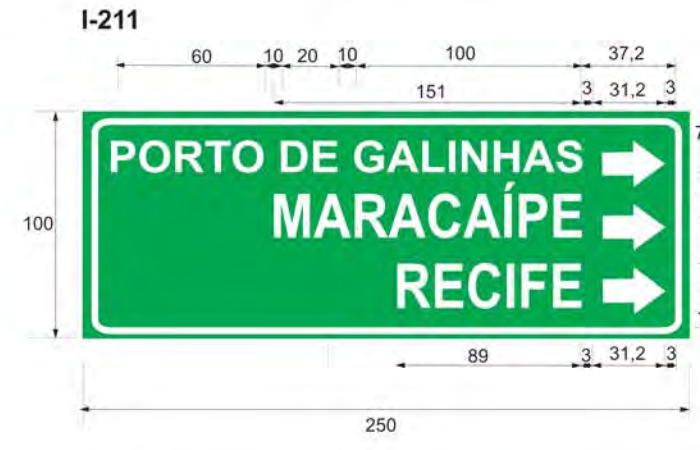 I-211
60 10 20 10 100 37,2
151 3 31,2 3
7
PORTO DE GALINHAS
100
MARACAÍPE
RECIFE
89 3 31,2 3
250